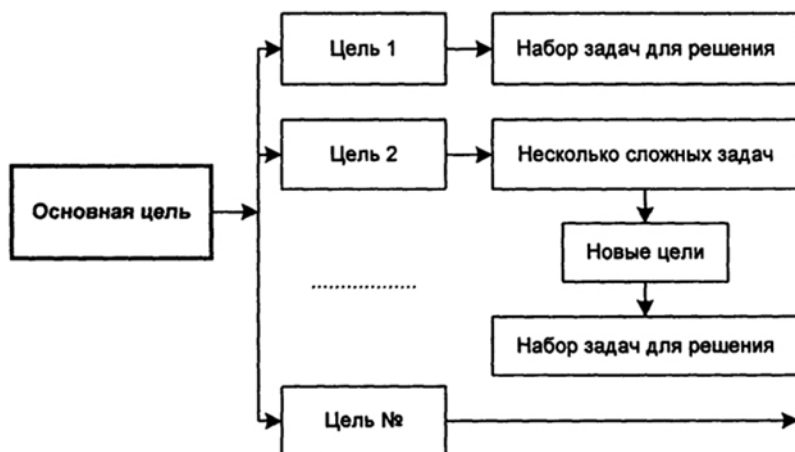 Цель 1
Набор задач для решения
Цель 2
Несколько сложных задач
Основная цель
Новые цели
Набор задач для решения
Цель №